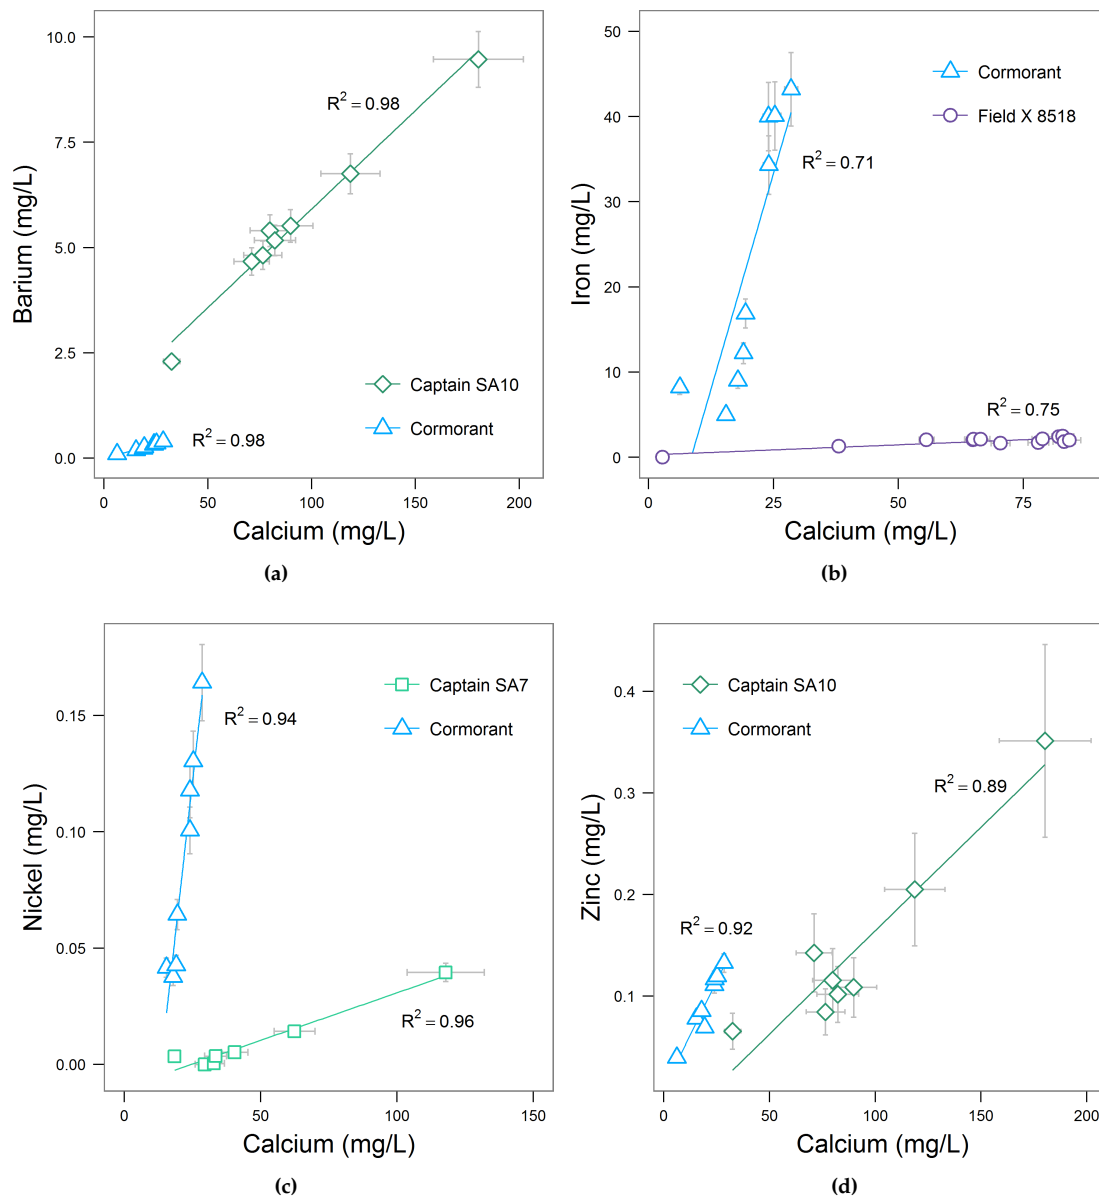 10.0
7.5
5.0
2.5
0.0
Barium (mg/L)
R² = 0.98
Captain SA10
Cormorant
R² = 0.98
0
50
100
150
200
Calcium (mg/L)
(a)
50
40
30
20
10
0
Iron (mg/L)
Cormorant
Field X 8518
R² = 0.71
R² = 0.75
0
25
50
75
Calcium (mg/L)
(b)
0.15
0.10
0.05
0.00
Nickel (mg/L)
Captain SA7
Cormorant
R² = 0.94
R² = 0.96
0
50
100
150
Calcium (mg/L)
(c)
0.4
0.3
0.2
0.1
Zinc (mg/L)
Captain SA10
Cormorant
R² = 0.89
R² = 0.92
0
50
100
150
200
Calcium (mg/L)
(d)